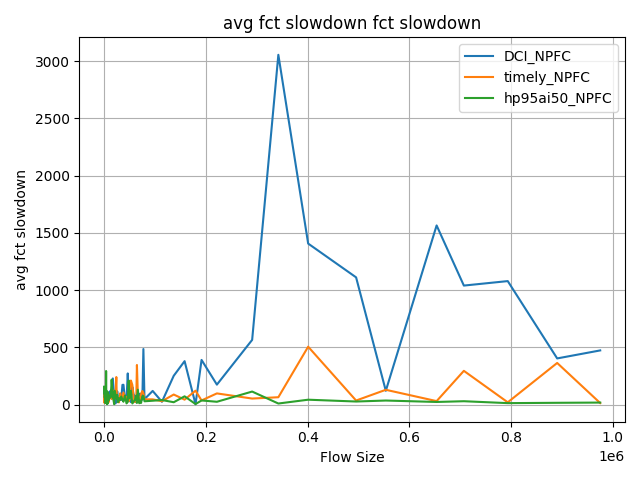 avg fct slowdown fct slowdown
DCI_NPFC
timely_NPFC
hp95ai50_NPFC
avg fct slowdown
3000
2500
2000
1500
1000
500
0
0.0 0.2 0.4 0.6 0.8 1.0
1e6
Flow Size